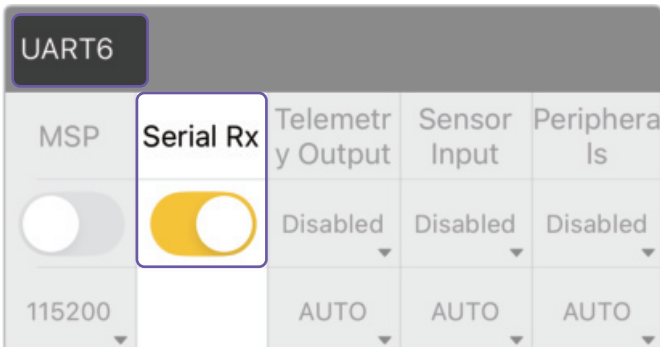 UART6
MSP
Serial Rx
Telemetr
y Output
Sensor
Input
Periphera
ls
Disabled
Disabled
Disabled
115200
AUTO
AUTO
AUTO